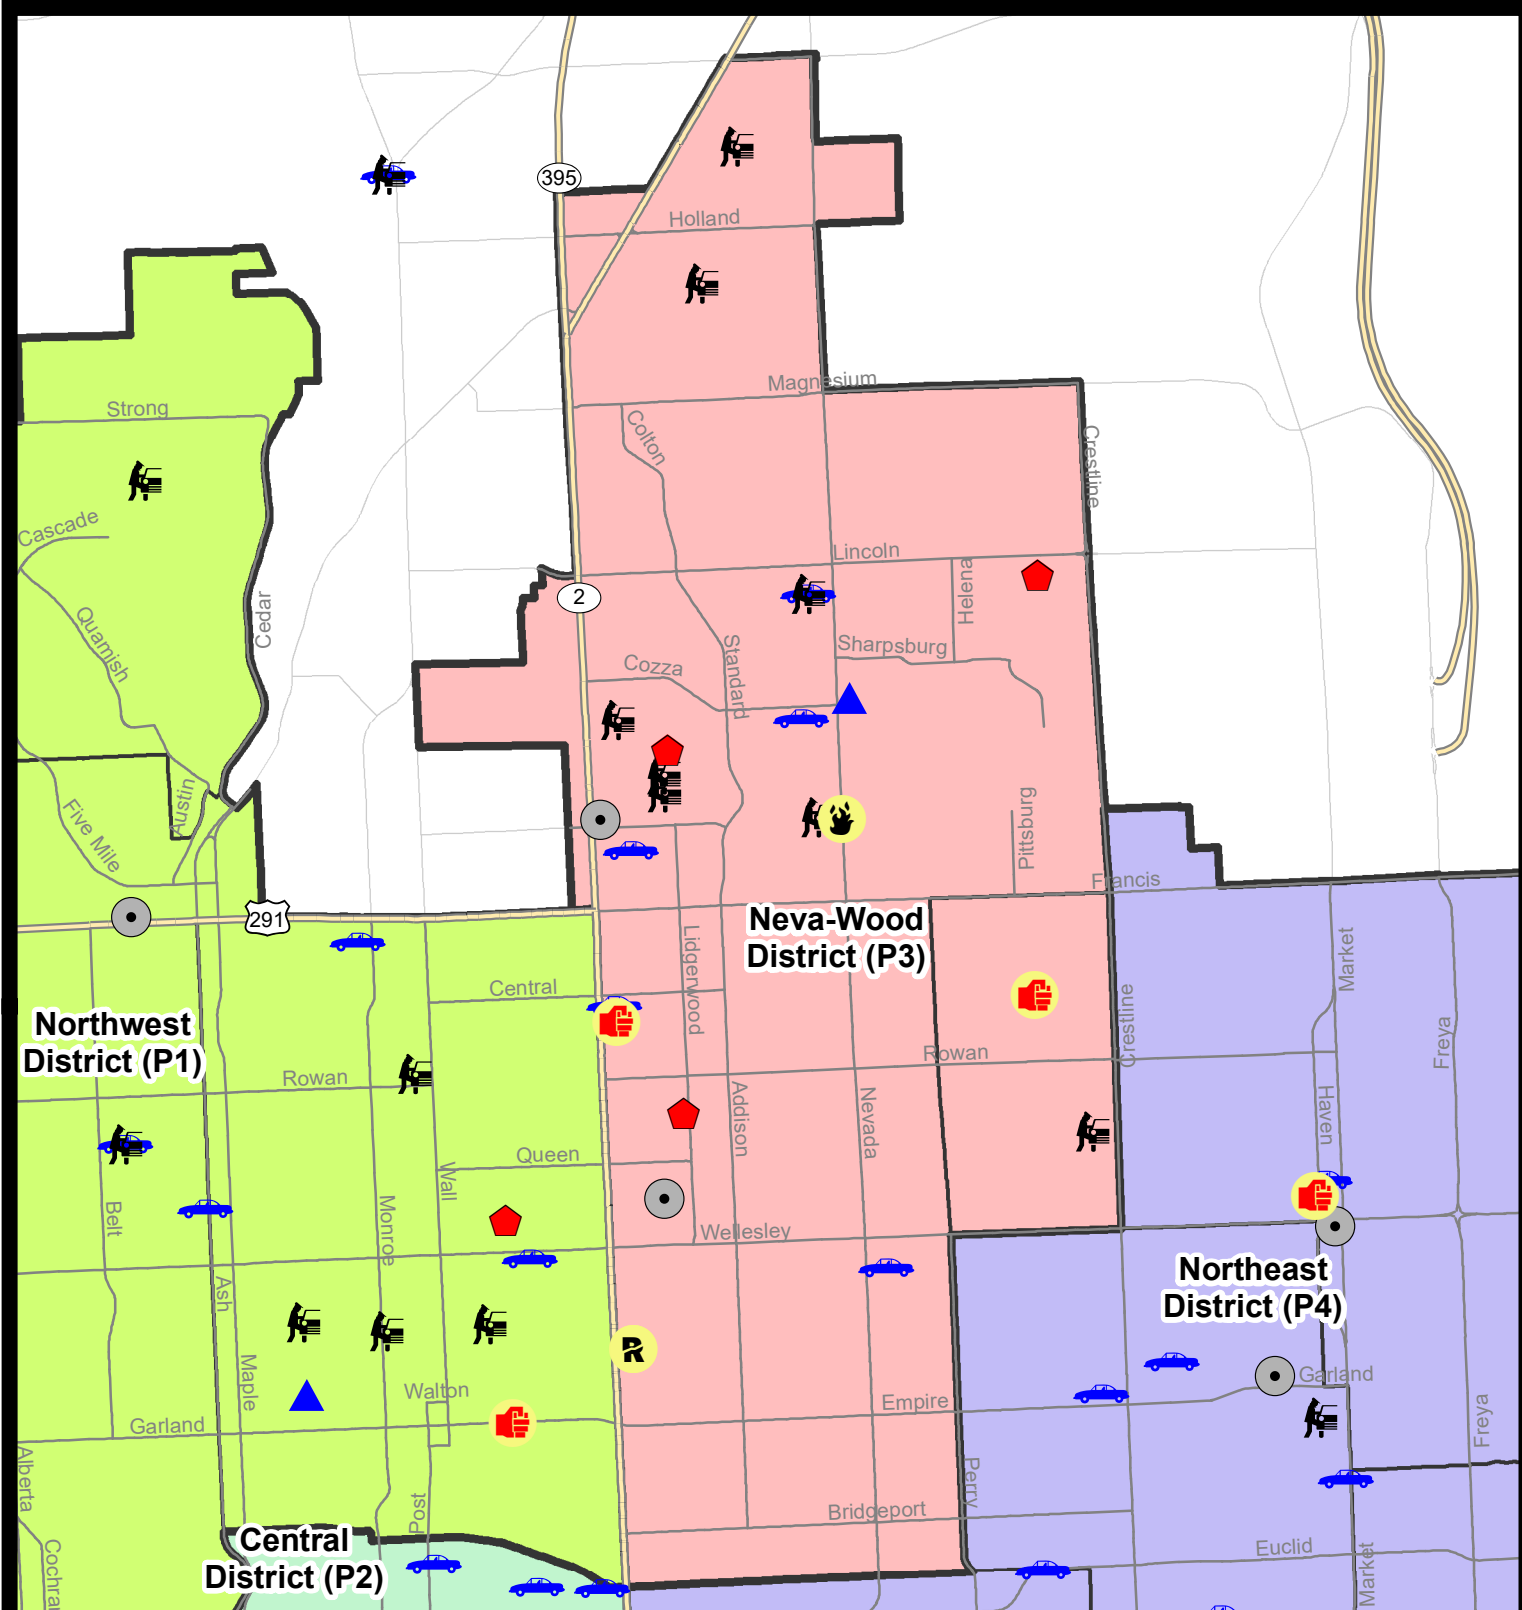 395
Holland
Magnesium
Strong
Colton
Crestline
Cascade
Lincoln
Helena
2
Cedar
Quamish
Sharpsburg
Standard
Cozza
Austin
Five Mile
Pittsburg
Francis
291
Neva-Wood
District (P3)
Lidgerwood
Market
Central
Crestline
Freya
Northwest
District (P1)
Rowan
Rowan
Addison
Nevada
Haven
Queen
Wall
Belt
Monroe
Wellesley
Northeast
District (P4)
Ash
Maple
Walton
Garland
Empire
Garland
Freya
Alberta
Perry
Post
Bridgeport
Central
District (P2)
Euclid
Market
R